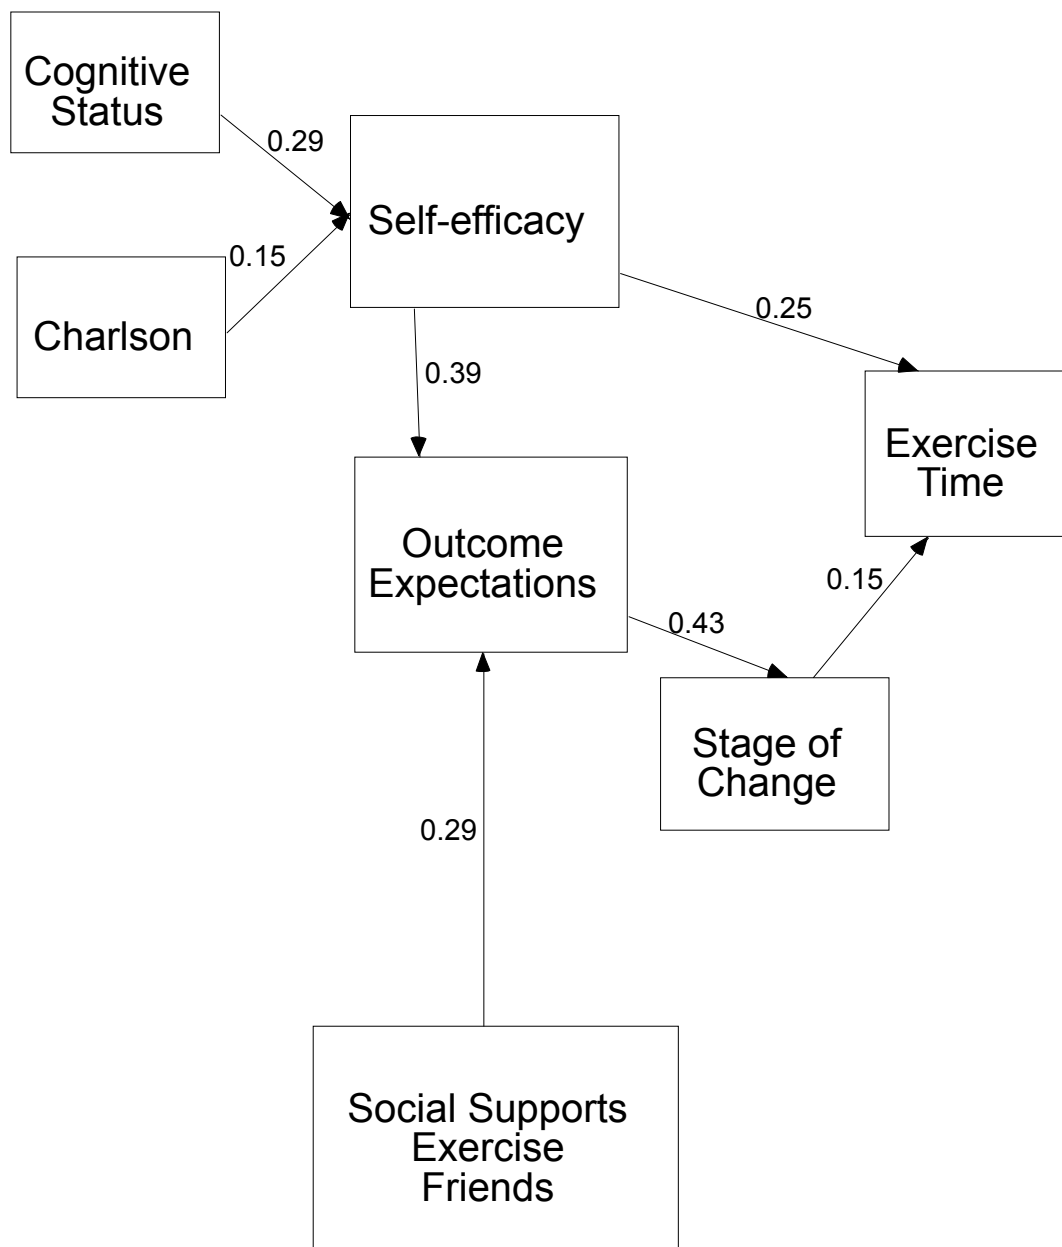 Cognitive
Status
0.29
Self-efficacy
0.15
Charlson
0.25
0.39
Exercise
Time
Outcome
Expectations
0.15
0.43
Stage of
Change
0.29
Social Supports
Exercise
Friends